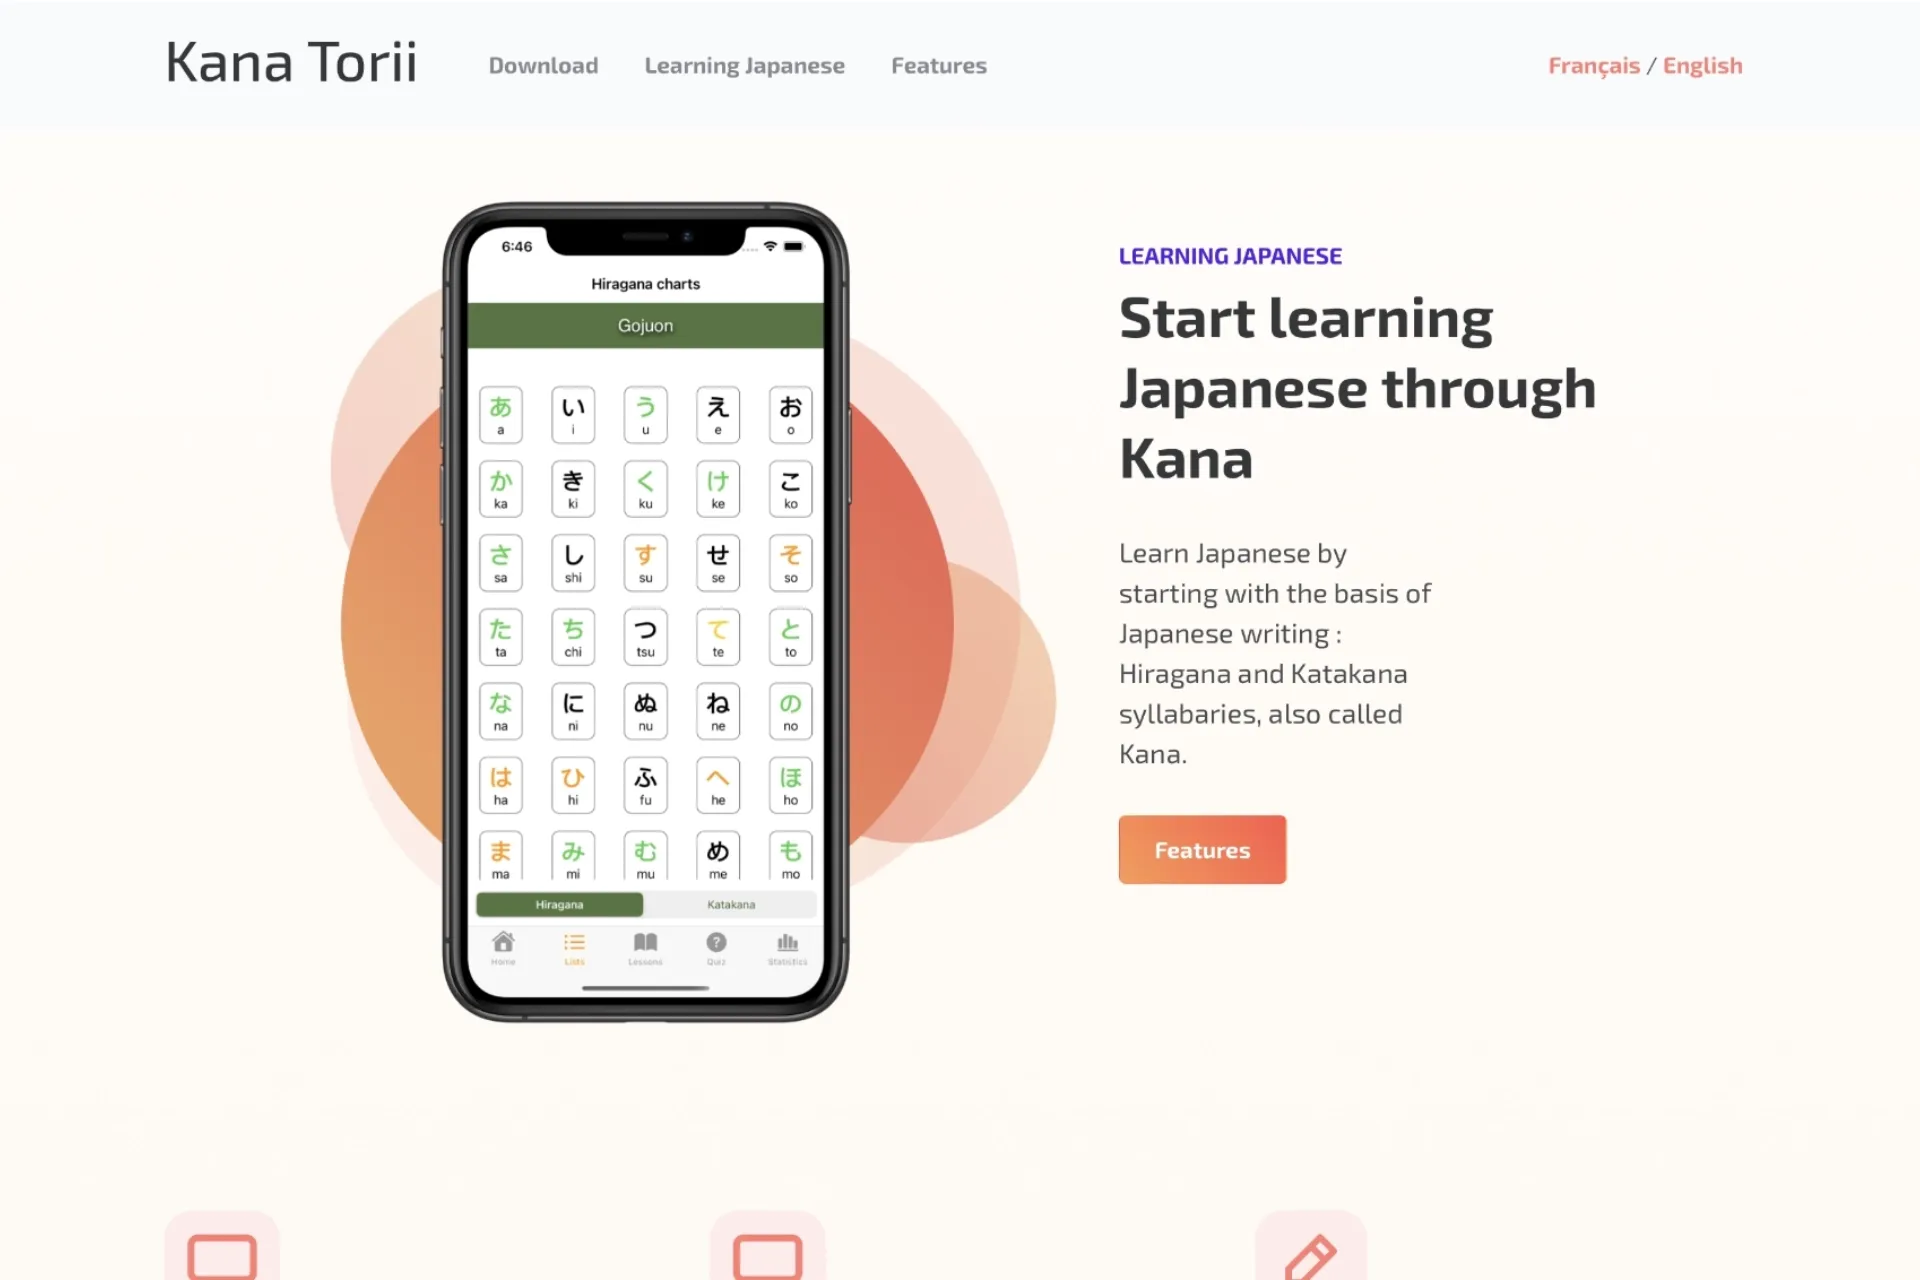 Kana Torii
Download
Learning Japanese
Features
Français / English
6:46
Hiragana charts
Gojuon
あ い う え お
a i u e o
か き く け こ
ka ki ku ke ko
さ し す せ そ
sa shi su se so
た ち つ て と
ta chi tsu te to
な に ぬ ね の
na ni nu ne no
は ひ ふ へ ほ
ha hi fu he ho
ま み む め も
ma mi mu me mo
Hiragana
Katakana
Home
Lists
Lessons
Quiz
Statistics
LEARNING JAPANESE
Start learning
Japanese through
Kana
Learn Japanese by
starting with the basis of
Japanese writing :
Hiragana and Katakana
syllabaries, also called
Kana.
Features